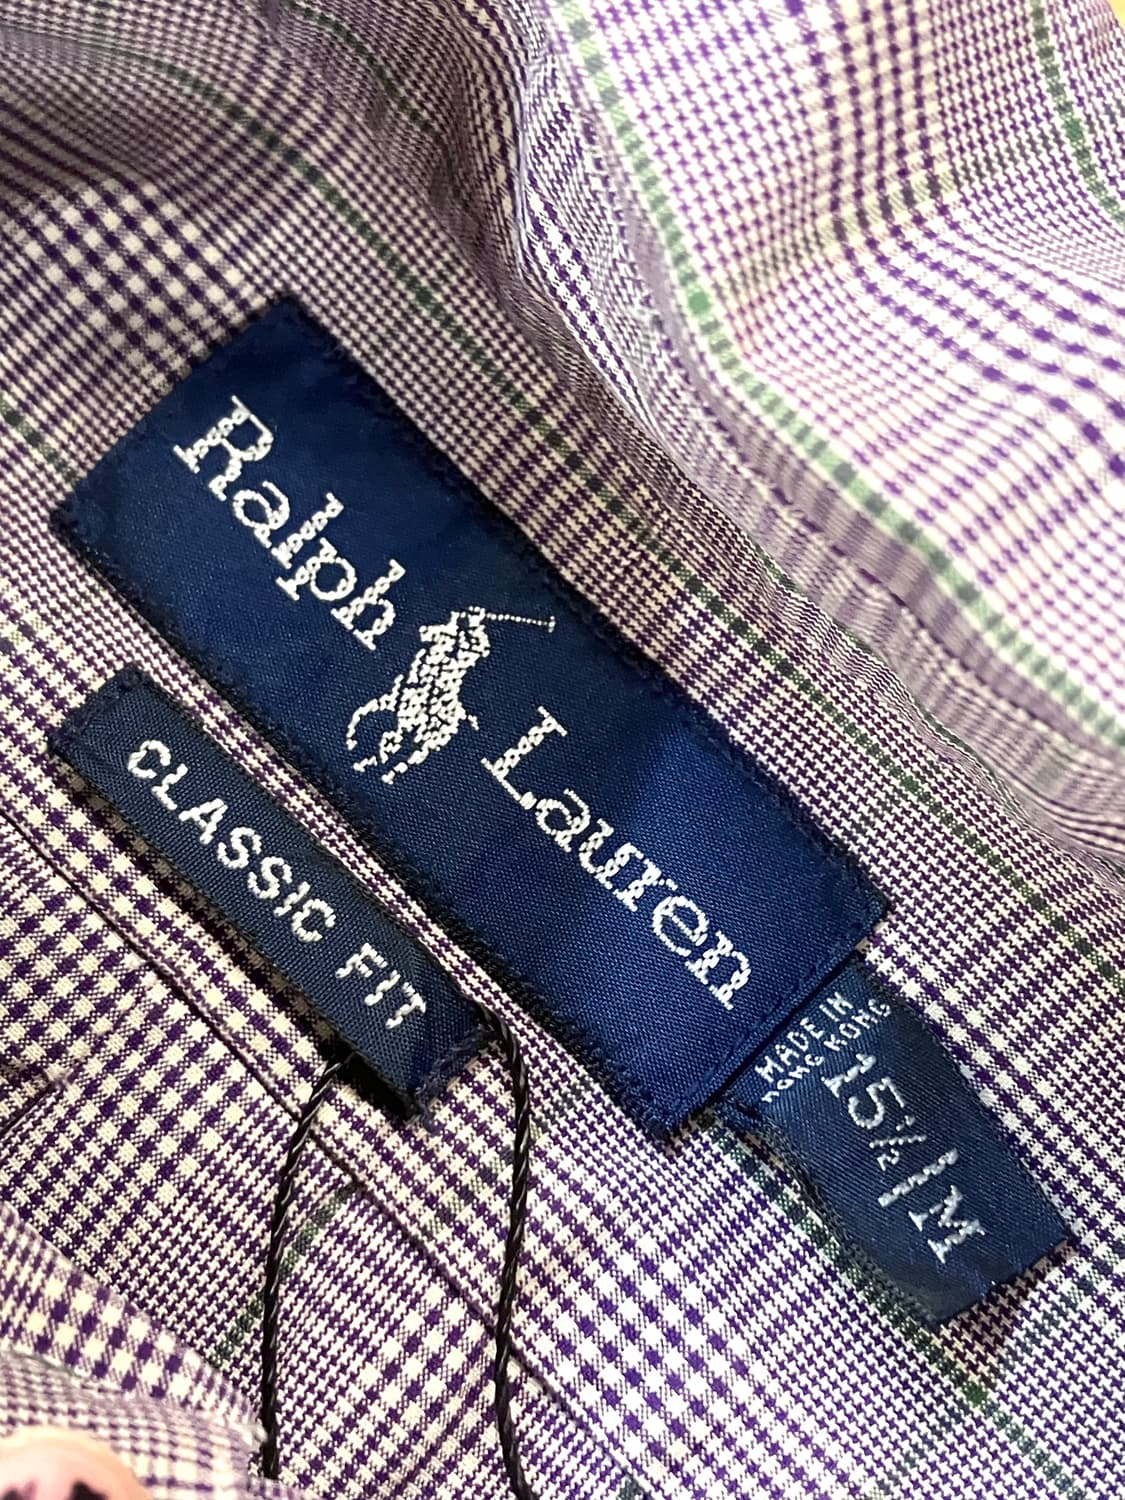 Ralph Lauren
CLASSIC FIT
MADE IN
HONG KONG
15½ / M